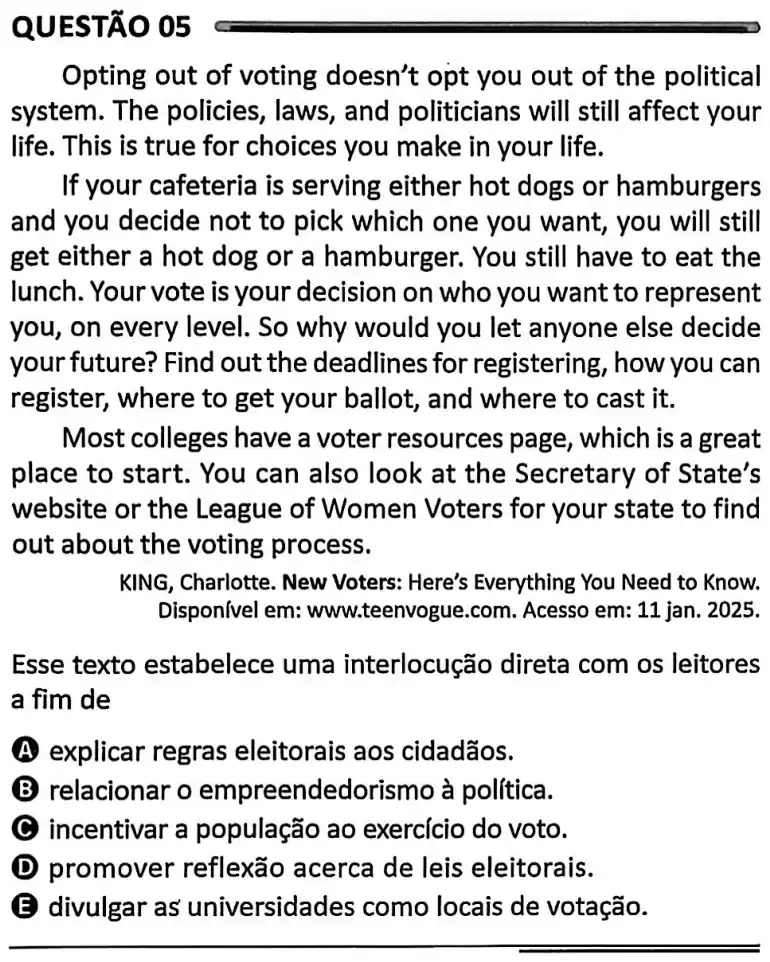 QUESTÃO 05
Opting out of voting doesn't opt you out of the political
system. The policies, laws, and politicians will still affect your
life. This is true for choices you make in your life.
If your cafeteria is serving either hot dogs or hamburgers
and you decide not to pick which one you want, you will still
get either a hot dog or a hamburger. You still have to eat the
lunch. Your vote is your decision on who you want to represent
you, on every level. So why would you let anyone else decide
your future? Find out the deadlines for registering, how you can
register, where to get your ballot, and where to cast it.
Most colleges have a voter resources page, which is a great
place to start. You can also look at the Secretary of State's
website or the League of Women Voters for your state to find
out about the voting process.
KING, Charlotte. New Voters: Here's Everything You Need to Know.
Disponível em: www.teenvogue.com. Acesso em: 11 jan. 2025.
Esse texto estabelece uma interlocução direta com os leitores
a fim de
A explicar regras eleitorais aos cidadãos.
B relacionar o empreendedorismo à política.
C incentivar a população ao exercício do voto.
D promover reflexão acerca de leis eleitorais.
E divulgar as universidades como locais de votação.